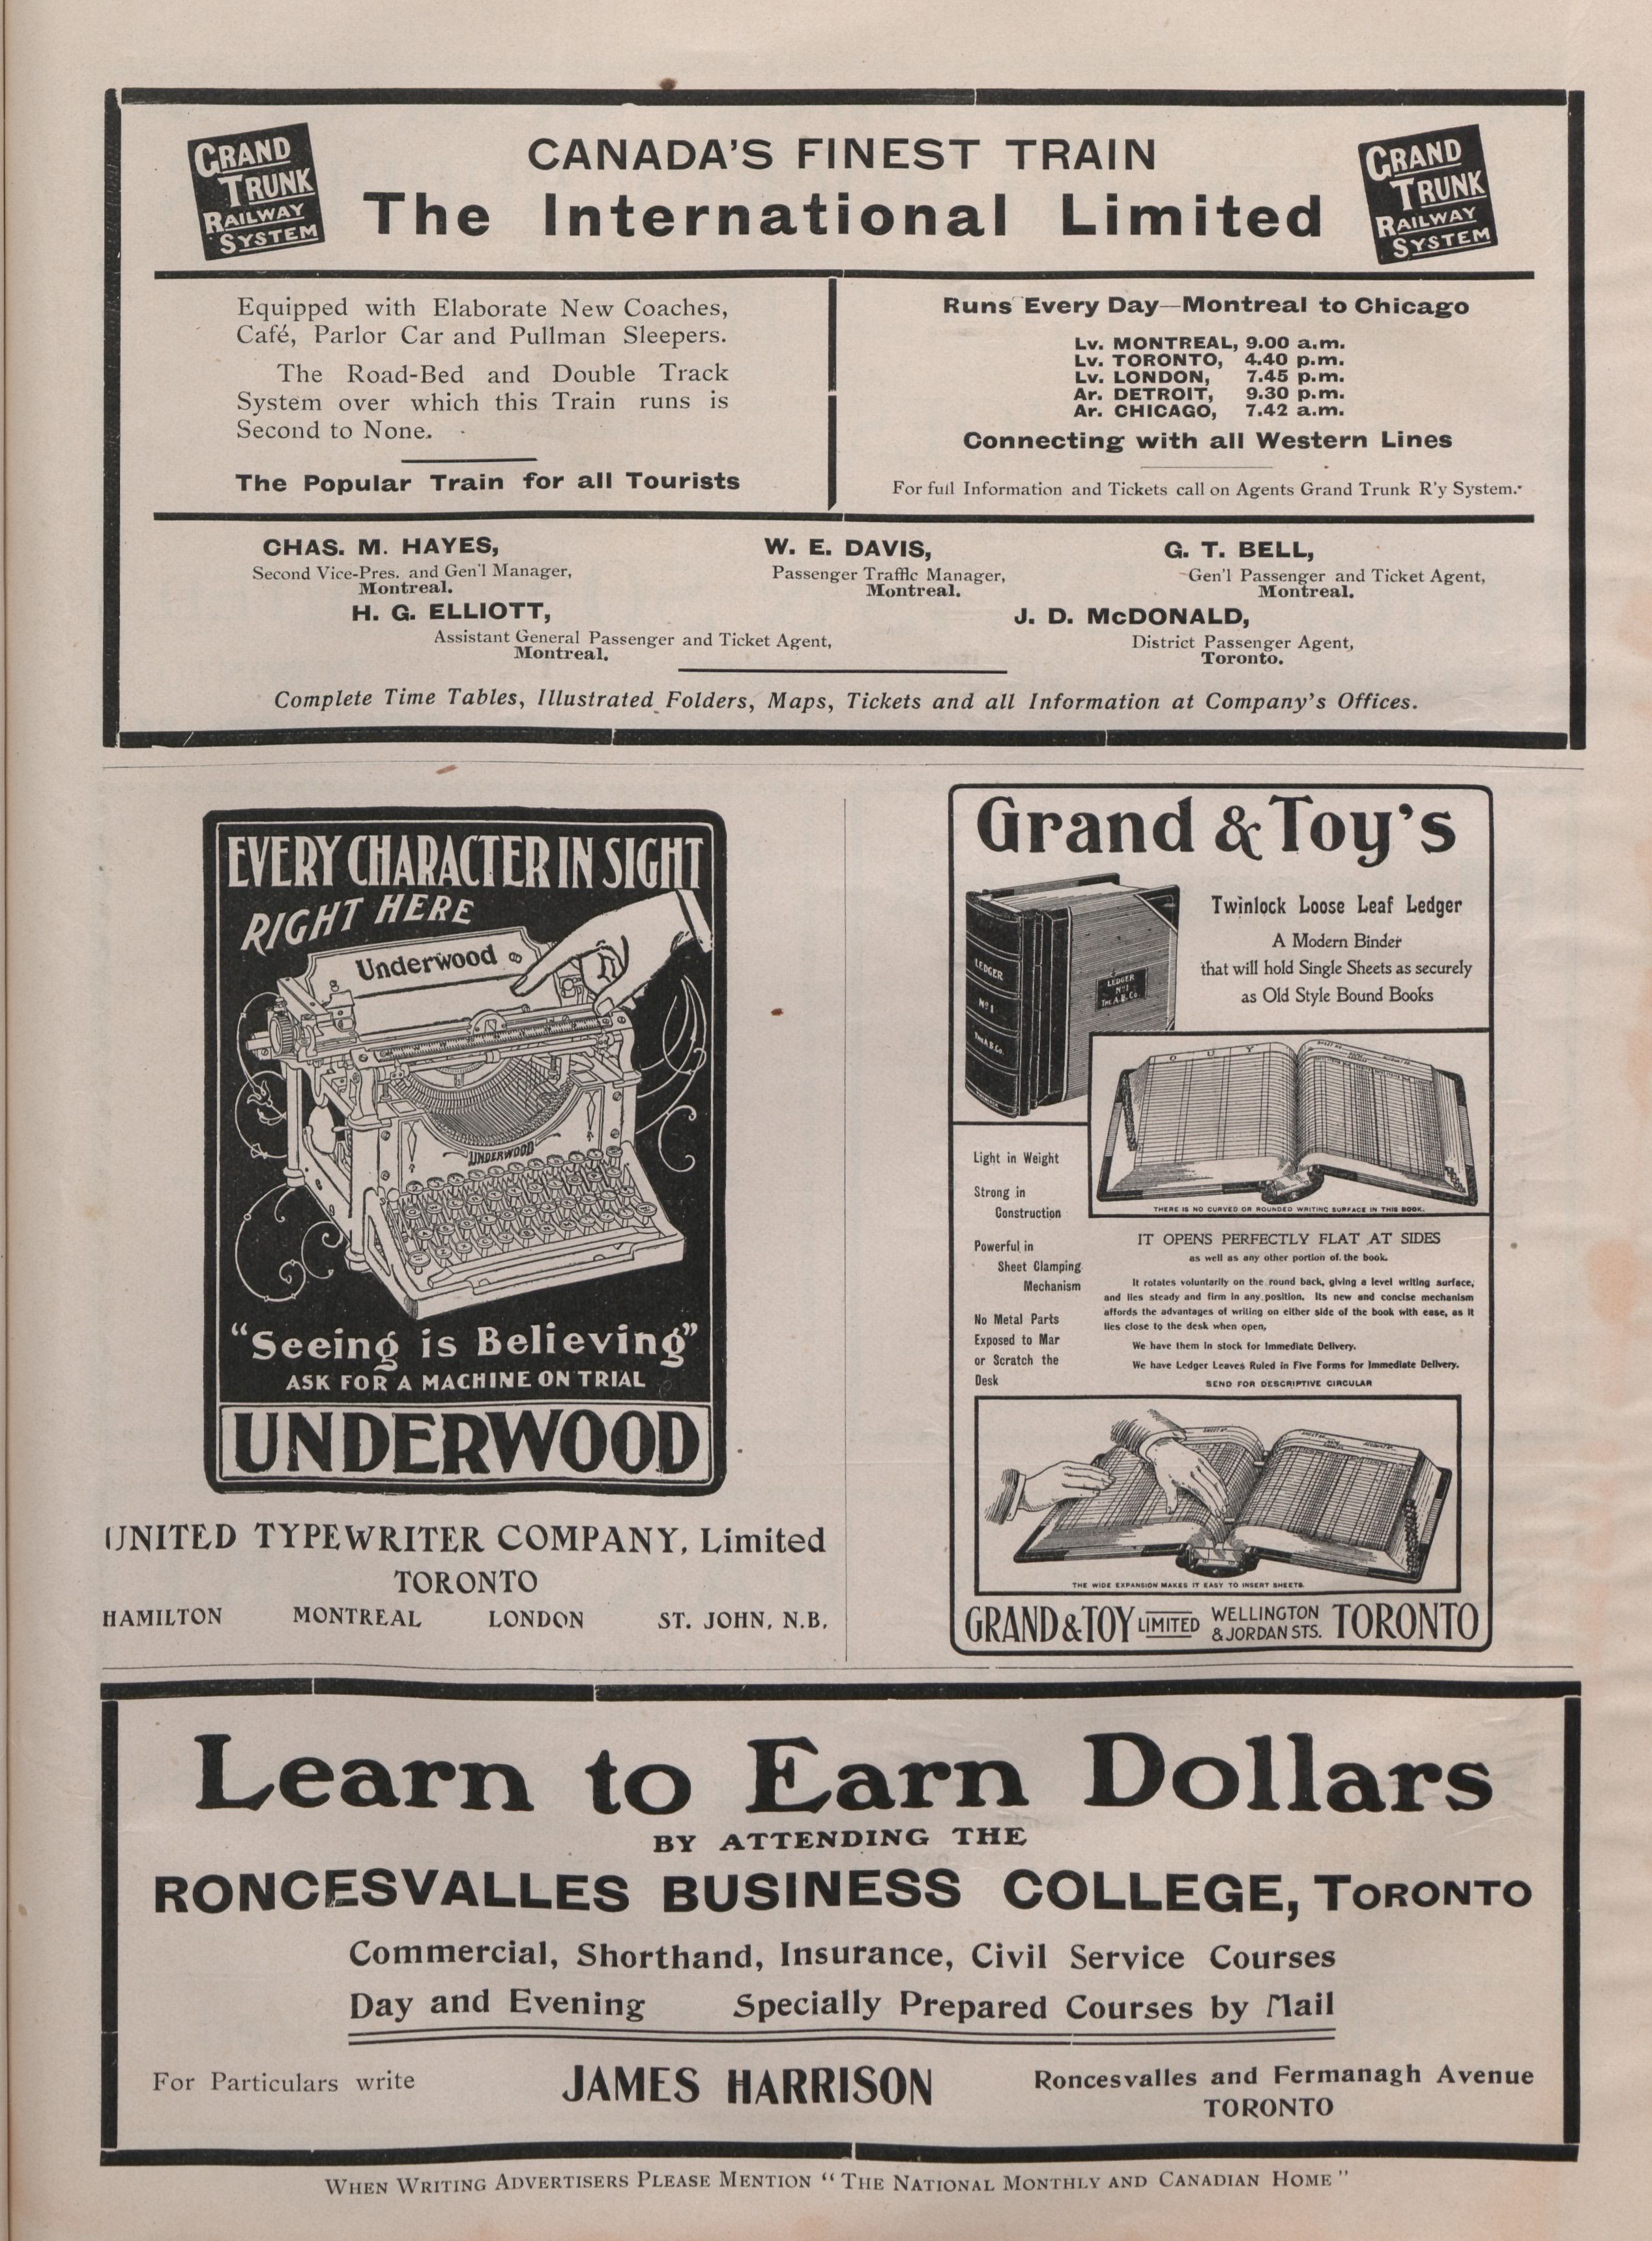 GRAND
TRUNK
RAILWAY
SYSTEM
CANADA'S FINEST TRAIN
The International Limited
GRAND
TRUNK
RAILWAY
SYSTEM
Equipped with Elaborate New Coaches,
Café, Parlor Car and Pullman Sleepers.
The Road-Bed and Double Track
System over which this Train runs is
Second to None.
The Popular Train for all Tourists
Runs Every Day—Montreal to Chicago
Lv. MONTREAL, 9.00 a.m.
Lv. TORONTO, 4.40 p.m.
Lv. LONDON, 7.45 p.m.
Ar. DETROIT, 9.30 p.m.
Ar. CHICAGO, 7.42 a.m.
Connecting with all Western Lines
For full Information and Tickets call on Agents Grand Trunk R'y System.
CHAS. M. HAYES,
Second Vice-Pres. and Gen'l Manager,
Montreal.
W. E. DAVIS,
Passenger Traffic Manager,
Montreal.
G. T. BELL,
Gen'l Passenger and Ticket Agent,
Montreal.
H. G. ELLIOTT,
Assistant General Passenger and Ticket Agent,
Montreal.
J. D. McDONALD,
District Passenger Agent,
Toronto.
Complete Time Tables, Illustrated Folders, Maps, Tickets and all Information at Company's Offices.
EVERY CHARACTER IN SIGHT
RIGHT HERE
Underwood
UNDERWOOD
"Seeing is Believing"
ASK FOR A MACHINE ON TRIAL
UNDERWOOD
UNITED TYPEWRITER COMPANY, Limited
TORONTO
HAMILTON MONTREAL LONDON ST. JOHN, N.B.
Grand & Toy's
Twinlock Loose Leaf Ledger
A Modern Binder
that will hold Single Sheets as securely
as Old Style Bound Books
LEDGER
Nº 1
THE A.B.Co.
LEDGER
Nº 1
THE A.B.Co
O U Y
THERE IS NO CURVED OR ROUNDED WRITING SURFACE IN THIS BOOK.
Light in Weight
Strong in
Construction
Powerful in
Sheet Clamping
Mechanism
No Metal Parts
Exposed to Mar
or Scratch the
Desk
IT OPENS PERFECTLY FLAT AT SIDES
as well as any other portion of the book.
It rotates voluntarily on the round back, giving a level writing surface,
and lies steady and firm in any position. Its new and concise mechanism
affords the advantages of writing on either side of the book with ease, as it
lies close to the desk when open,
We have them in stock for Immediate Delivery.
We have Ledger Leaves Ruled in Five Forms for Immediate Delivery.
SEND FOR DESCRIPTIVE CIRCULAR
THE WIDE EXPANSION MAKES IT EASY TO INSERT SHEETS.
GRAND & TOY LIMITED WELLINGTON & JORDAN STS. TORONTO
Learn to Earn Dollars
BY ATTENDING THE
RONCESVALLES BUSINESS COLLEGE, TORONTO
Commercial, Shorthand, Insurance, Civil Service Courses
Day and Evening Specially Prepared Courses by Mail
For Particulars write
JAMES HARRISON
Roncesvalles and Fermanagh Avenue
TORONTO
WHEN WRITING ADVERTISERS PLEASE MENTION "THE NATIONAL MONTHLY AND CANADIAN HOME"